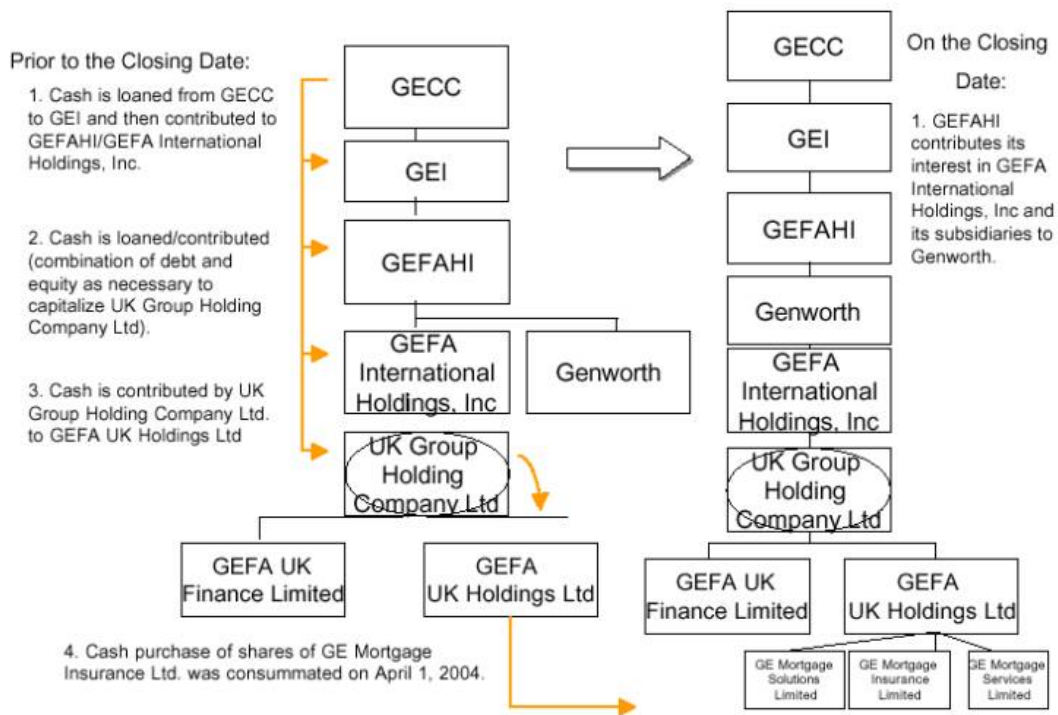 Prior to the Closing Date:
1. Cash is loaned from GECC
to GEI and then contributed to
GEFAHI/GEFA International
Holdings, Inc.
2. Cash is loaned/contributed
(combination of debt and
equity as necessary to
capitalize UK Group Holding
Company Ltd).
3. Cash is contributed by UK
Group Holding Company Ltd.
to GEFA UK Holdings Ltd
GECC
GEI
GEFAHI
GEFA
International
Holdings, Inc
Genworth
UK Group
Holding
Company Ltd
GEFA UK
Finance Limited
GEFA
UK Holdings Ltd
4. Cash purchase of shares of GE Mortgage
Insurance Ltd. was consummated on April 1, 2004.
On the Closing
Date:
1. GEFAHI
contributes its
interest in GEFA
International
Holdings, Inc and
its subsidiaries to
Genworth.
GECC
GEI
GEFAHI
Genworth
GEFA
International
Holdings, Inc
UK Group
Holding
Company Ltd
GEFA UK
Finance Limited
GEFA
UK Holdings Ltd
GE Mortgage
Solutions
Limited
GE Mortgage
Insurance
Limited
GE Mortgage
Services
Limited